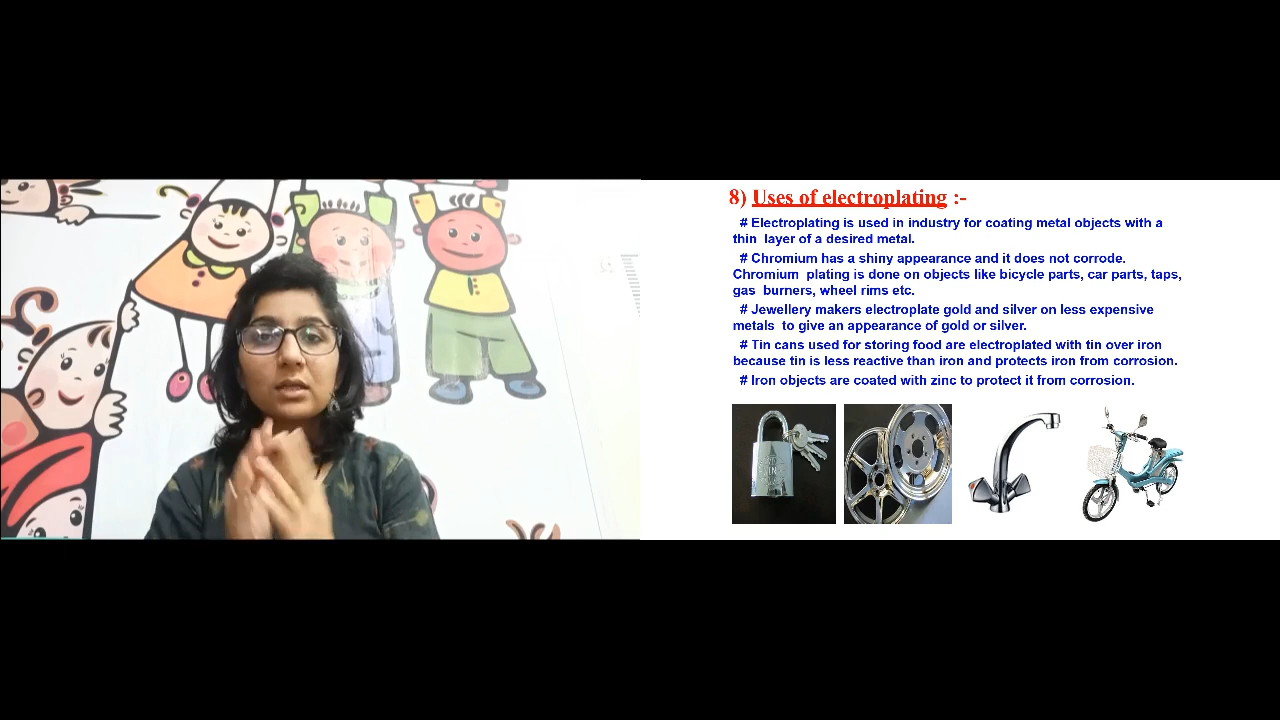 8) Uses of electroplating :-
# Electroplating is used in industry for coating metal objects with a
thin layer of a desired metal.
# Chromium has a shiny appearance and it does not corrode.
Chromium plating is done on objects like bicycle parts, car parts, taps,
gas burners, wheel rims etc.
# Jewellery makers electroplate gold and silver on less expensive
metals to give an appearance of gold or silver.
# Tin cans used for storing food are electroplated with tin over iron
because tin is less reactive than iron and protects iron from corrosion.
# Iron objects are coated with zinc to protect it from corrosion.